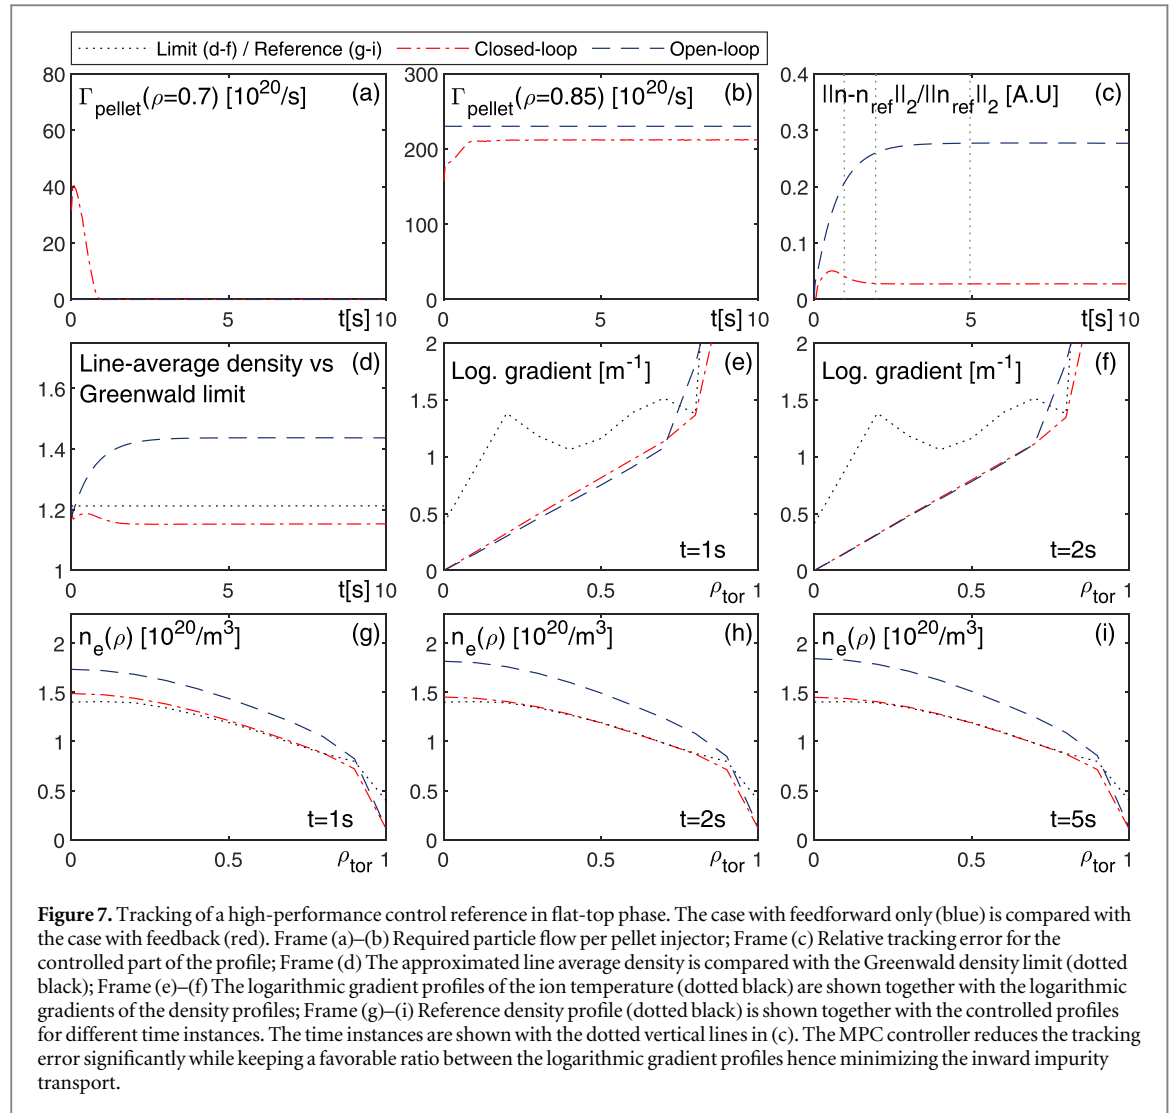 Limit (d-f) / Reference (g-i) Closed-loop Open-loop
80 Γpellet(ρ=0.7) [10^20/s] (a)
60
40
20
0
0 5 t[s] 10
300 Γpellet(ρ=0.85) [10^20/s] (b)
200
100
0
0 5 t[s] 10
0.4 ||n-nref||2/||nref||2 [A.U] (c)
0.3
0.2
0.1
0
0 5 t[s] 10
Line-average density vs (d)
Greenwald limit
1.6
1.4
1.2
1
0 5 t[s] 10
2
Log. gradient [m^-1] (e)
1.5
1
0.5
t=1s
0
0 0.5 ρtor 1
2
Log. gradient [m^-1] (f)
1.5
1
0.5
t=2s
0
0 0.5 ρtor 1
2 ne(ρ) [10^20/m^3] (g)
1.5
1
0.5
t=1s
0
0 0.5 ρtor 1
2 ne(ρ) [10^20/m^3] (h)
1.5
1
0.5
t=2s
0
0 0.5 ρtor 1
2 ne(ρ) [10^20/m^3] (i)
1.5
1
0.5
t=5s
0
0 0.5 ρtor 1
Figure 7. Tracking of a high-performance control reference in flat-top phase. The case with feedforward only (blue) is compared with
the case with feedback (red). Frame (a)–(b) Required particle flow per pellet injector; Frame (c) Relative tracking error for the
controlled part of the profile; Frame (d) The approximated line average density is compared with the Greenwald density limit (dotted
black); Frame (e)–(f) The logarithmic gradient profiles of the ion temperature (dotted black) are shown together with the logarithmic
gradients of the density profiles; Frame (g)–(i) Reference density profile (dotted black) is shown together with the controlled profiles
for different time instances. The time instances are shown with the dotted vertical lines in (c). The MPC controller reduces the tracking
error significantly while keeping a favorable ratio between the logarithmic gradient profiles hence minimizing the inward impurity
transport.